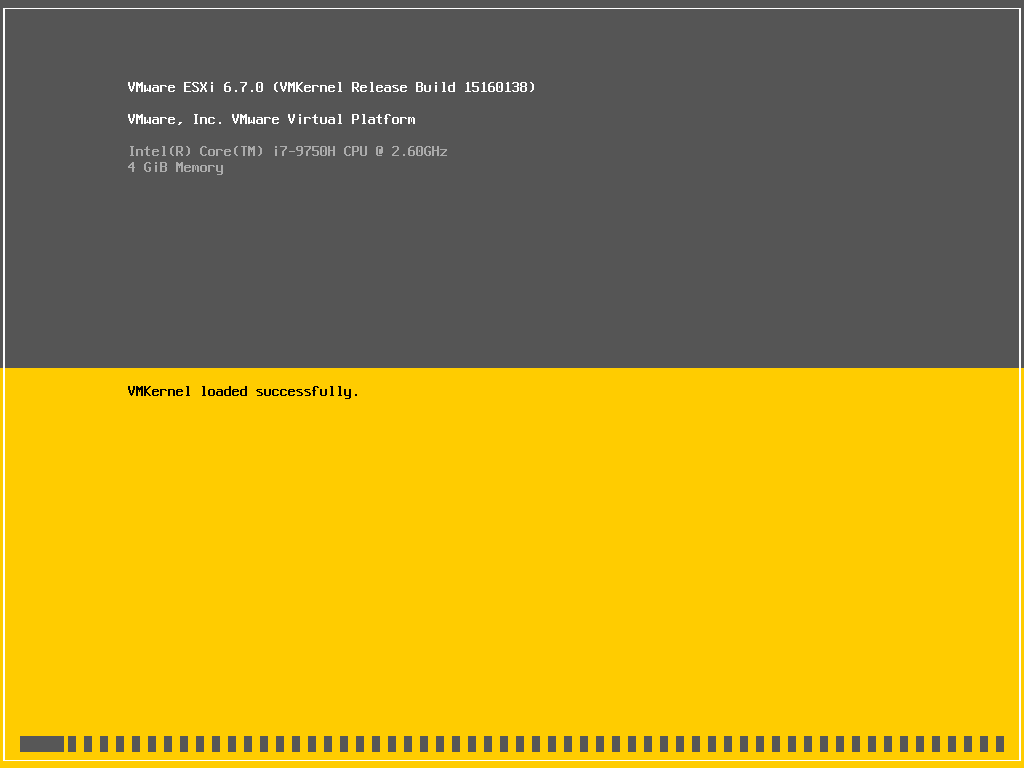 VMware ESXi 6.7.0 (VMKernel Release Build 15160138)
VMware, Inc. VMware Virtual Platform
Intel(R) Core(TM) i7-9750H CPU @ 2.60GHz
4 GiB Memory
VMKernel loaded successfully.